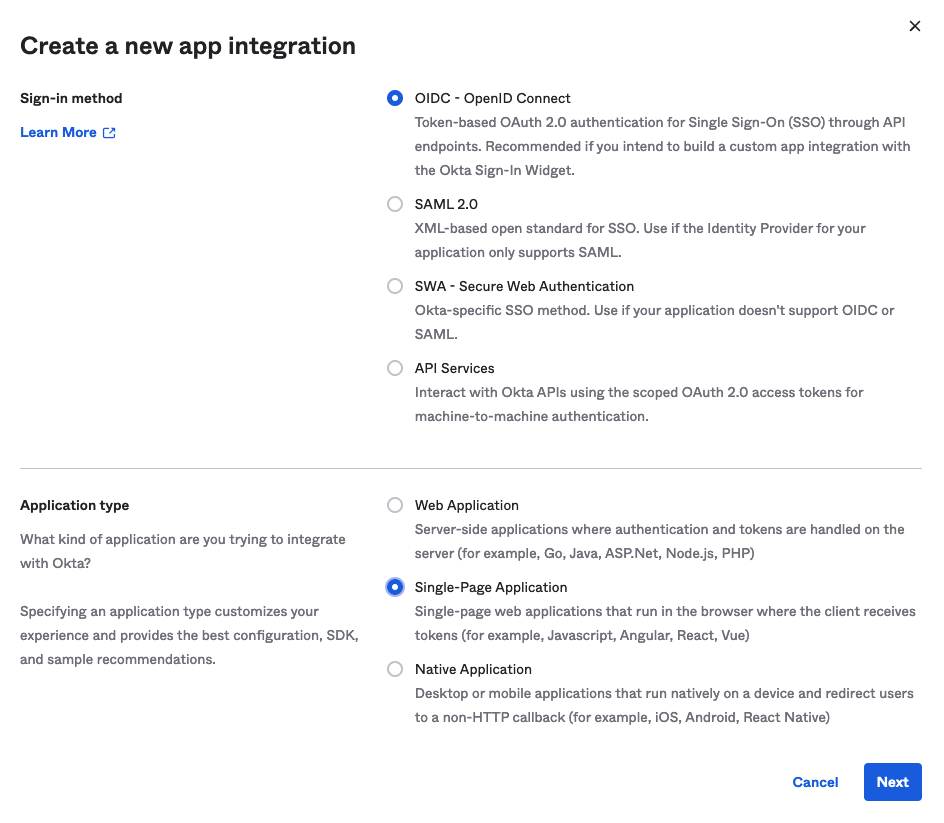 Create a new app integration
Sign-in method
Learn More
OIDC - OpenID Connect
Token-based OAuth 2.0 authentication for Single Sign-On (SSO) through API
endpoints. Recommended if you intend to build a custom app integration with
the Okta Sign-In Widget.
SAML 2.0
XML-based open standard for SSO. Use if the Identity Provider for your
application only supports SAML.
SWA - Secure Web Authentication
Okta-specific SSO method. Use if your application doesn't support OIDC or
SAML.
API Services
Interact with Okta APIs using the scoped OAuth 2.0 access tokens for
machine-to-machine authentication.
Application type
What kind of application are you trying to integrate
with Okta?
Specifying an application type customizes your
experience and provides the best configuration, SDK,
and sample recommendations.
Web Application
Server-side applications where authentication and tokens are handled on the
server (for example, Go, Java, ASP.Net, Node.js, PHP)
Single-Page Application
Single-page web applications that run in the browser where the client receives
tokens (for example, Javascript, Angular, React, Vue)
Native Application
Desktop or mobile applications that run natively on a device and redirect users
to a non-HTTP callback (for example, iOS, Android, React Native)
Cancel
Next